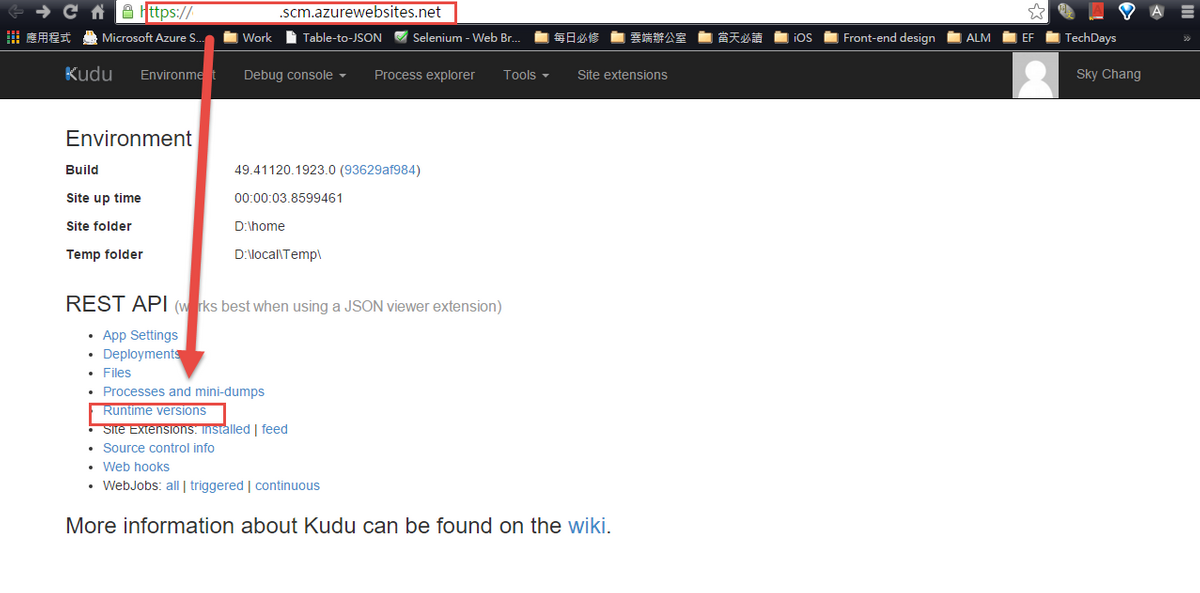 https:// .scm.azurewebsites.net
應用程式 Microsoft Azure S... Work Table-to-JSON Selenium - Web Br... 每日必修 雲端辦公室 當天必讀 iOS Front-end design ALM EF TechDays »
Kudu Environment Debug console Process explorer Tools Site extensions Sky Chang
Environment
Build 49.41120.1923.0 (93629af984)
Site up time 00:00:03.8599461
Site folder D:\home
Temp folder D:\local\Temp\
REST API (works best when using a JSON viewer extension)
• App Settings
• Deployments
• Files
• Processes and mini-dumps
• Runtime versions
• Site Extensions: installed | feed
• Source control info
• Web hooks
• WebJobs: all | triggered | continuous
More information about Kudu can be found on the wiki.